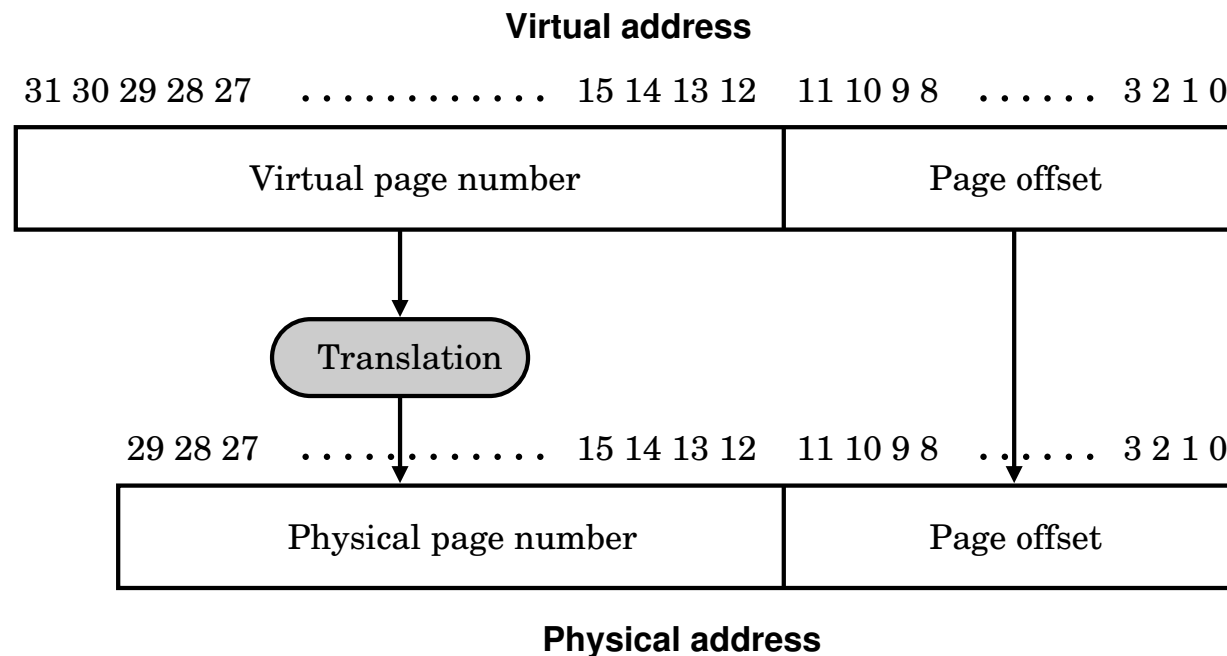 Virtual address
31 30 29 28 27 ............ 15 14 13 12 11 10 9 8 ...... 3 2 1 0
Virtual page number Page offset
Translation
29 28 27 ............ 15 14 13 12 11 10 9 8 ...... 3 2 1 0
Physical page number Page offset
Physical address